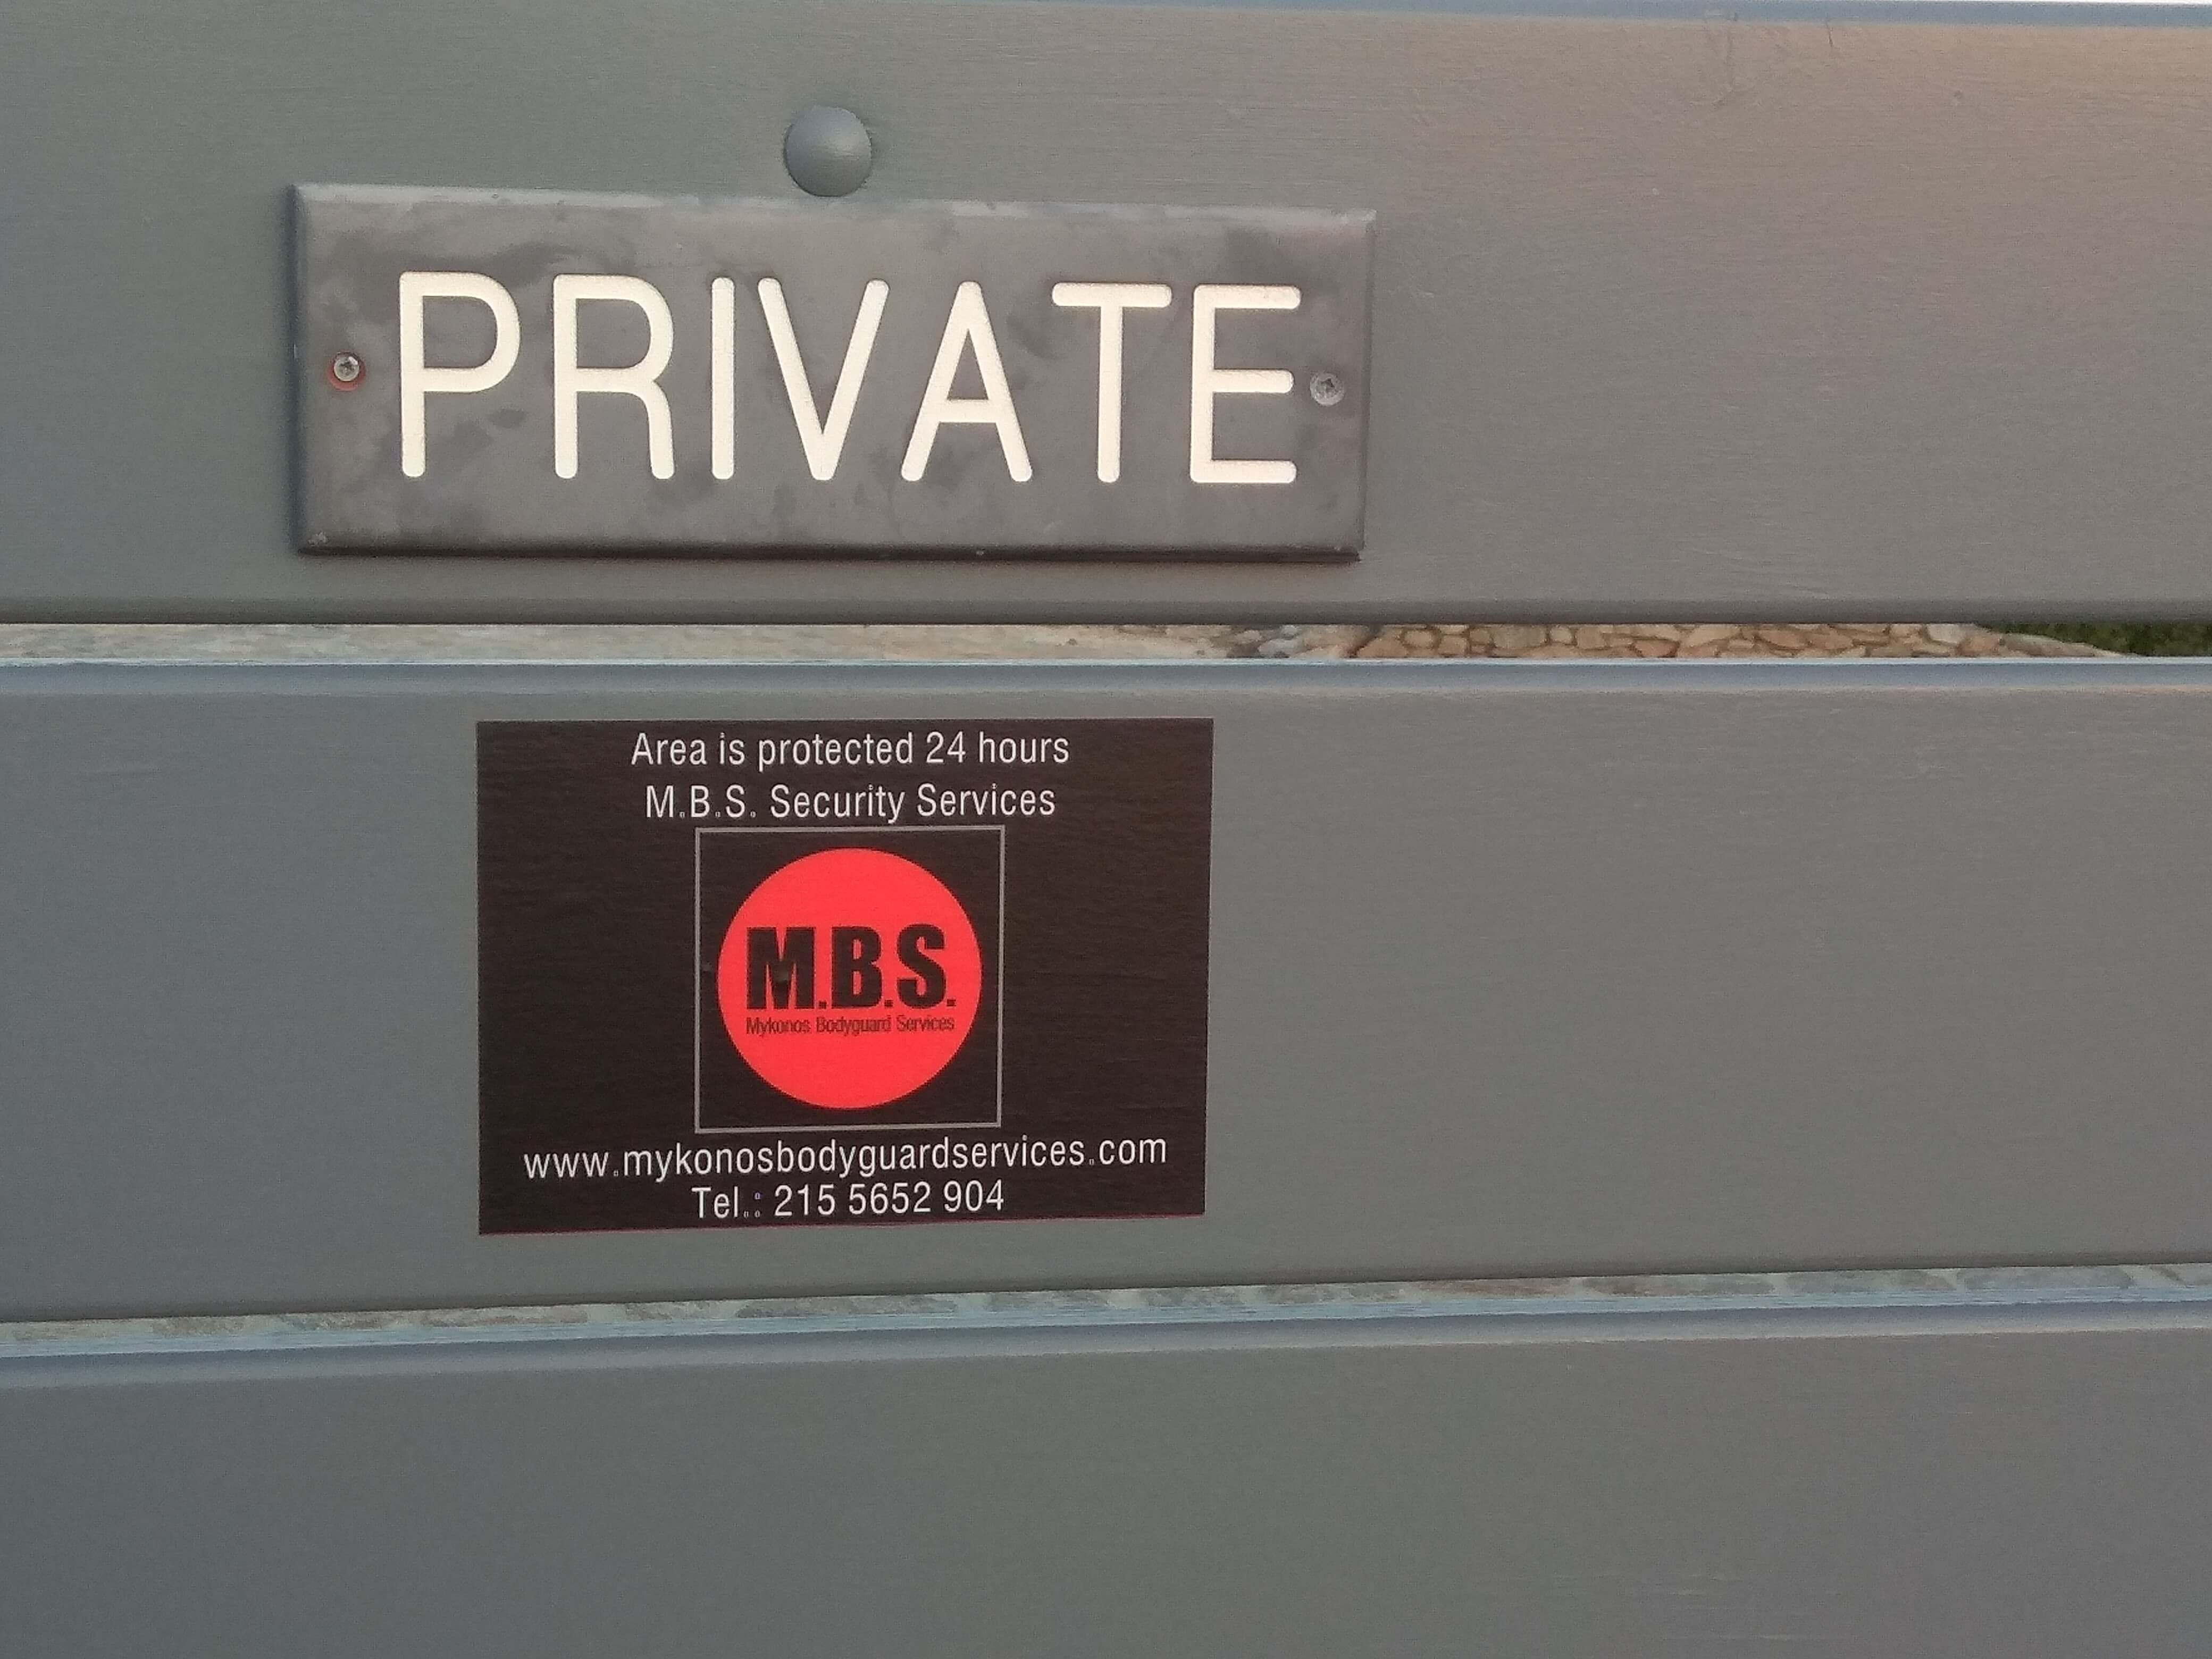 PRIVATE
Area is protected 24 hours
M.B.S. Security Services
M.B.S.
Mykonos Bodyguard Services
www.mykonosbodyguardservices.com
Tel.: 215 5652 904